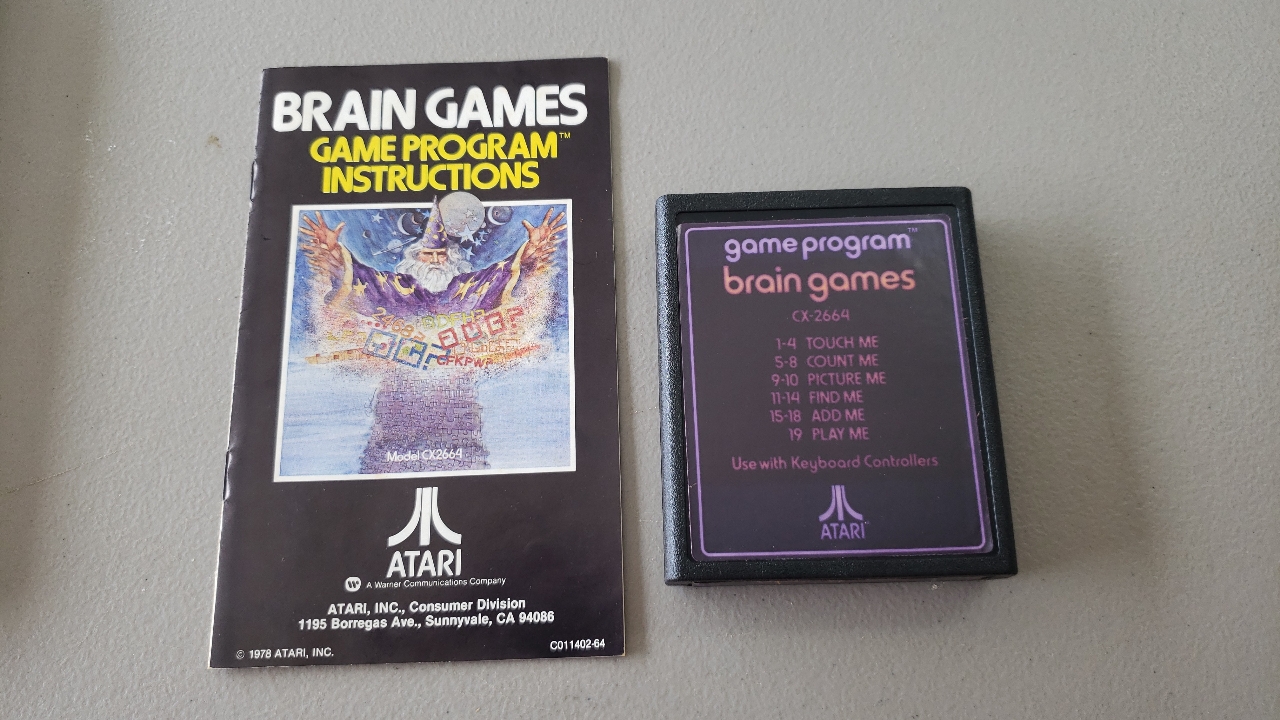 BRAIN GAMES
GAME PROGRAM™
INSTRUCTIONS
Model CX2664
ATARI
A Warner Communications Company
ATARI, INC., Consumer Division
1195 Borregas Ave., Sunnyvale, CA 94086
© 1978 ATARI, INC.
C011402-64
game program™
brain games
CX-2664
1-4 TOUCH ME
5-8 COUNT ME
9-10 PICTURE ME
11-14 FIND ME
15-18 ADD ME
19 PLAY ME
Use with Keyboard Controllers
ATARI